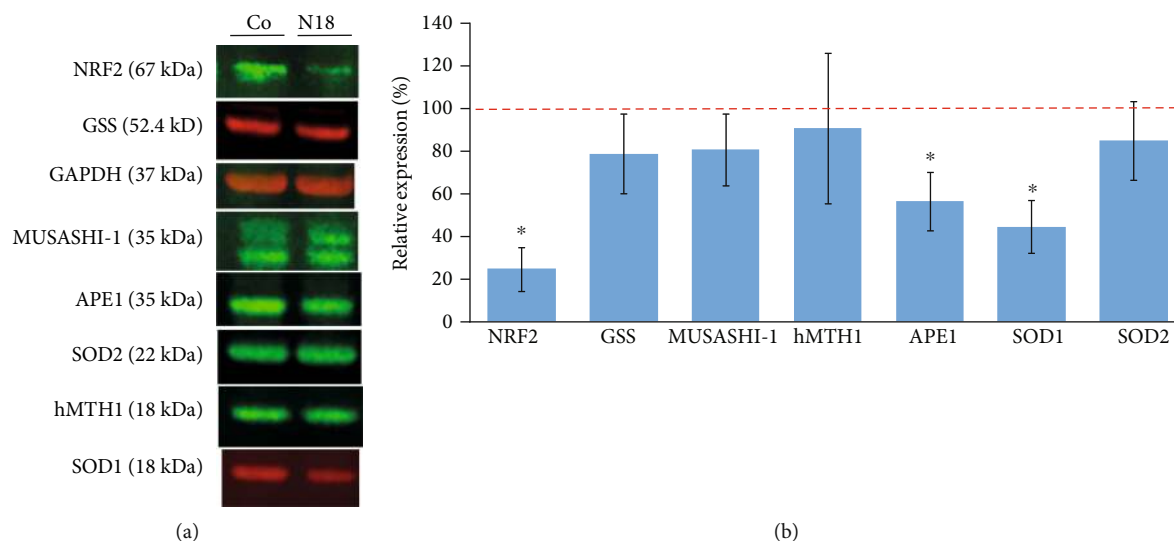 Co N18
NRF2 (67 kDa)
GSS (52.4 kD)
GAPDH (37 kDa)
MUSASHI-1 (35 kDa)
APE1 (35 kDa)
SOD2 (22 kDa)
hMTH1 (18 kDa)
SOD1 (18 kDa)
(a)
Relative expression (%)
140
120
100
80
60
40
20
0
*
*
*
NRF2 GSS MUSASHI-1 hMTH1 APE1 SOD1 SOD2
(b)